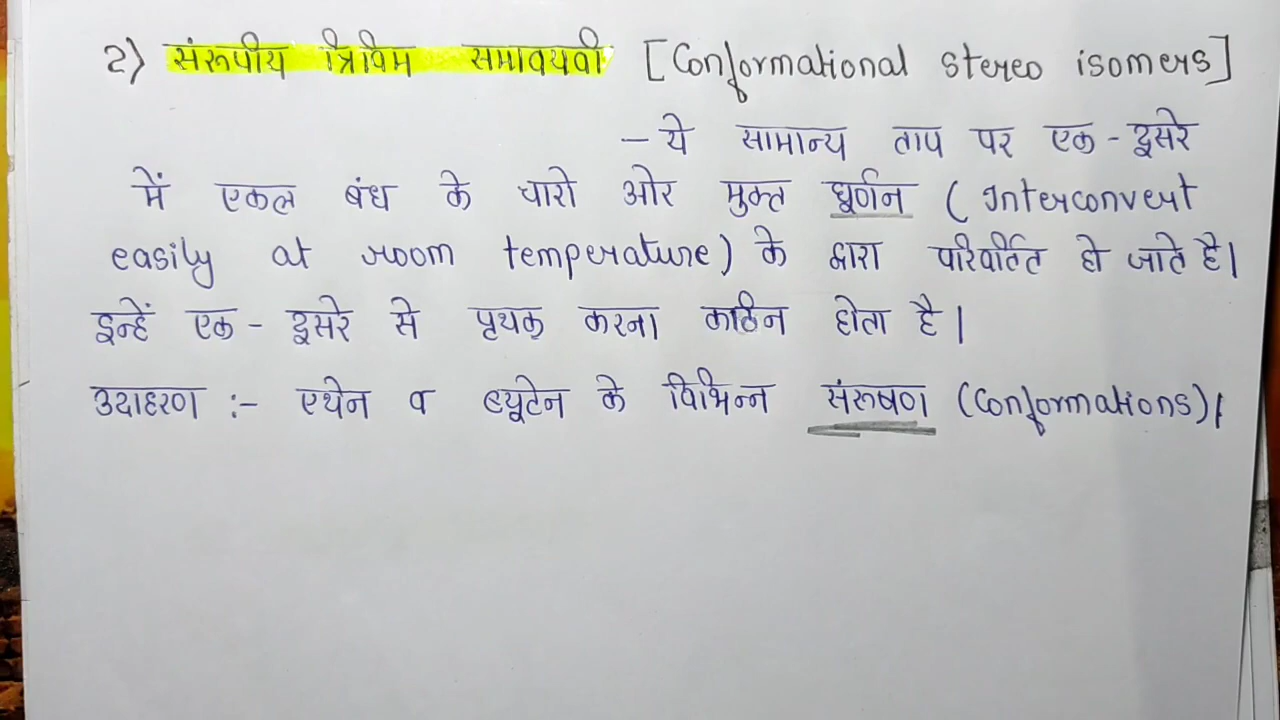 2) संरूपीय त्रिविम समावयवी [Conformational stereo isomers]
– ये सामान्य ताप पर एक - दूसरे
में एकल बंध के चारो ओर मुक्त घूर्णन ( Interconvert
easily at room temperature) के द्वारा परिवर्तित हो जाते है।
इन्हें एक - दूसरे से पृथक करना कठिन होता है।
उदाहरण :- एथेन व ब्यूटेन के विभिन्न संरूषण (Conformations)।